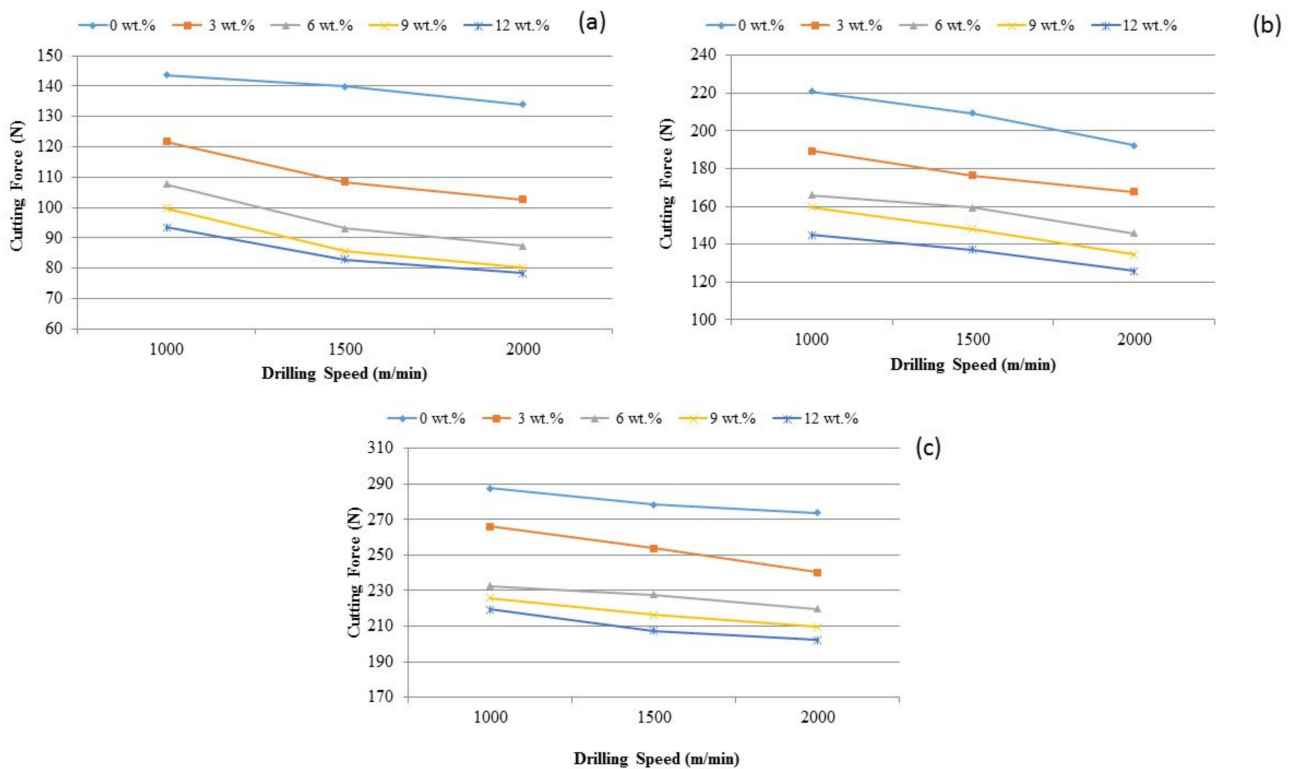 0 wt.% 3 wt.% 6 wt.% 9 wt.% 12 wt.% (a)
150
140
130
120
110
100
90
80
70
60
Cutting Force (N)
1000 1500 2000
Drilling Speed (m/min)
0 wt.% 3 wt.% 6 wt.% 9 wt.% 12 wt.% (b)
240
220
200
180
160
140
120
100
Cutting Force (N)
1000 1500 2000
Drilling Speed (m/min)
0 wt.% 3 wt.% 6 wt.% 9 wt.% 12 wt.% (c)
310
290
270
250
230
210
190
170
Cutting Force (N)
1000 1500 2000
Drilling Speed (m/min)